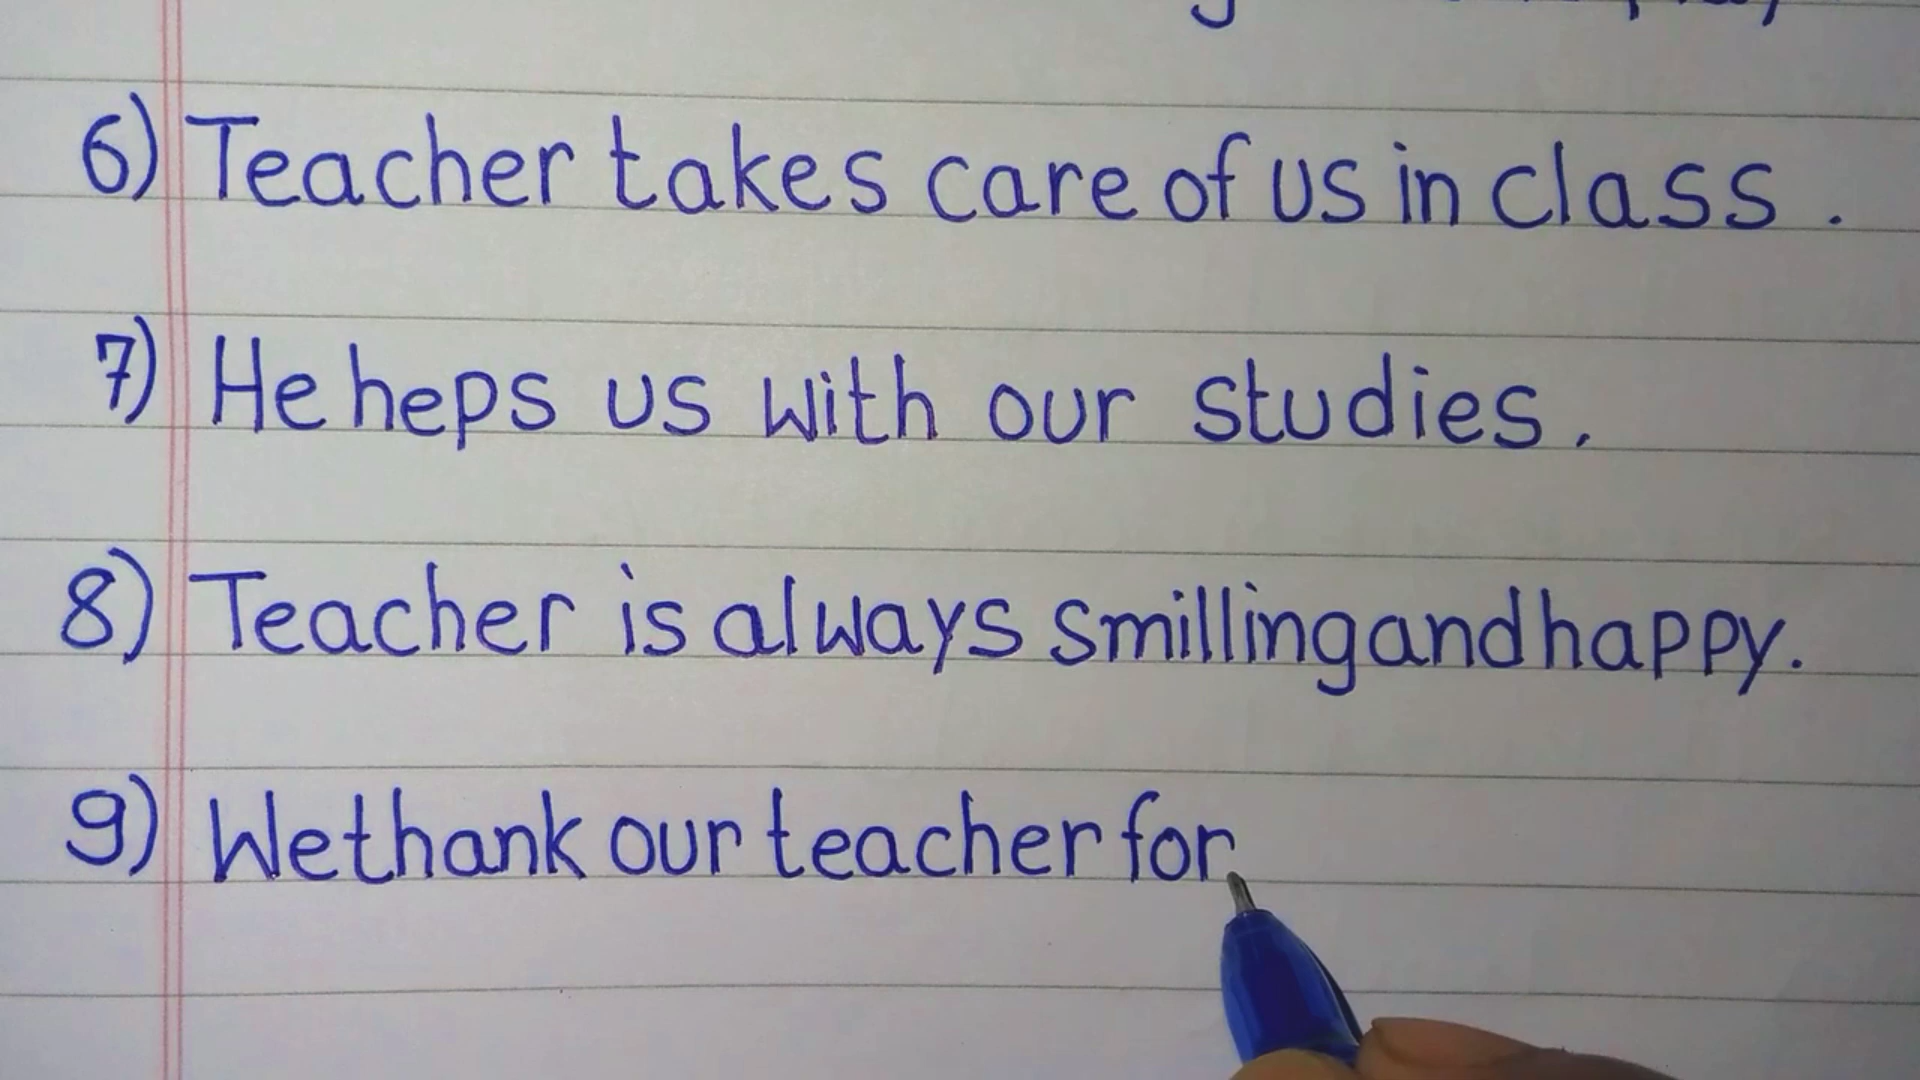 6) Teacher takes care of us in class.
7) He heps us with our studies.
8) Teacher is always smilling and happy.
9) We thank our teacher for